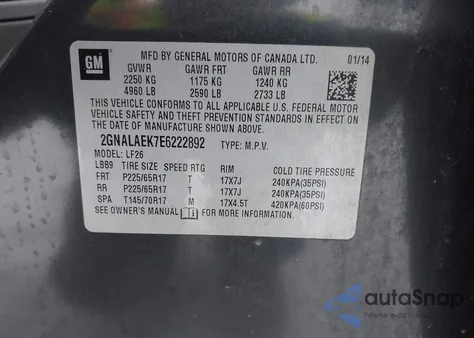 GM
MFD BY GENERAL MOTORS OF CANADA LTD. 01/14
GVWR GAWR FRT GAWR RR
2250 KG 1175 KG 1240 KG
4960 LB 2590 LB 2733 LB
THIS VEHICLE CONFORMS TO ALL APPLICABLE U.S. FEDERAL MOTOR
VEHICLE SAFETY AND THEFT PREVENTION STANDARDS IN EFFECT ON
THE DATE OF MANUFACTURE SHOWN ABOVE.
2GNALAEK7E6222892 TYPE: M.P.V.
MODEL: LF26
LBB9 TIRE SIZE SPEED RTG RIM COLD TIRE PRESSURE
FRT P225/65R17 T 17X7J 240KPA(35PSI)
RR P225/65R17 T 17X7J 240KPA(35PSI)
SPA T145/70R17 M 17X4.5T 420KPA(60PSI)
SEE OWNER'S MANUAL FOR MORE INFORMATION.
autoSnap